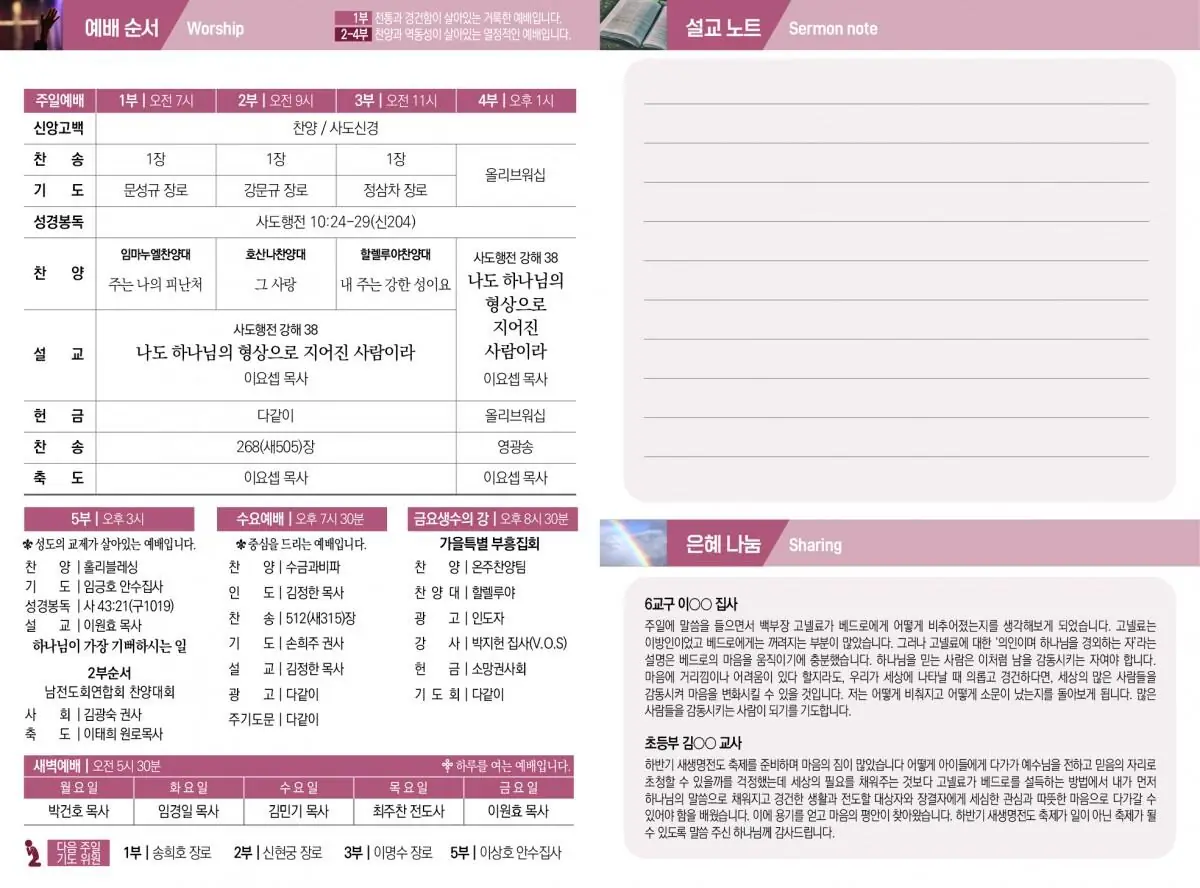 예배 순서 Worship
1부 전통과 경건함이 살아있는 거룩한 예배입니다.
2-4부 찬양과 역동성이 살아있는 열정적인 예배입니다.
주일예배 1부 | 오전 7시 2부 | 오전 9시 3부 | 오전 11시 4부 | 오후 1시
신앙고백 찬양 / 사도신경
찬 송 1장 1장 1장
올리브워십
기 도 문성규 장로 강문규 장로 정삼차 장로
성경봉독 사도행전 10:24-29(신204)
찬 양
임마누엘찬양대 호산나찬양대 할렐루야찬양대
주는 나의 피난처 그 사랑 내 주는 강한 성이요
사도행전 강해 38
나도 하나님의
형상으로
지어진
사람이라
이요셉 목사
설 교
사도행전 강해 38
나도 하나님의 형상으로 지어진 사람이라
이요셉 목사
헌 금 다같이 올리브워십
찬 송 268(새505)장 영광송
축 도 이요셉 목사 이요셉 목사
5부 | 오후 3시
성도의 교제가 살아있는 예배입니다.
찬 양 | 홀리블레싱
기 도 | 임긍호 안수집사
성경봉독 | 사 43:21(구1019)
설 교 | 이원효 목사
하나님이 가장 기뻐하시는 일
2부순서
남전도회연합회 찬양대회
사 회 | 김광숙 권사
축 도 | 이태희 원로목사
수요예배 | 오후 7시 30분
중심을 드리는 예배입니다.
찬 양 | 수금과비파
인 도 | 김정한 목사
찬 송 | 512(새315)장
기 도 | 손희주 권사
설 교 | 김정한 목사
광 고 | 다같이
주기도문 | 다같이
금요생수의 강 | 오후 8시 30분
가을특별 부흥집회
찬 양 | 온주찬양팀
찬 양 대 | 할렐루야
광 고 | 인도자
강 사 | 박지헌 집사(V.O.S)
헌 금 | 소망권사회
기 도 회 | 다같이
새벽예배 | 오전 5시 30분 하루를 여는 예배입니다.
월요일 화요일 수요일 목요일 금요일
박건호 목사 임경일 목사 김민기 목사 최주찬 전도사 이원효 목사
다음 주일
기도 위원
1부 | 송희호 장로 2부 | 신현궁 장로 3부 | 이명수 장로 5부 | 이상호 안수집사
설교 노트 Sermon note
은혜 나눔 Sharing
6교구 이○○ 집사
주일에 말씀을 들으면서 백부장 고넬료가 베드로에게 어떻게 비추어졌는지를 생각해보게 되었습니다. 고넬료는
이방인이었고 베드로에게는 꺼려지는 부분이 많았습니다. 그러나 고넬료에 대한 '의인이며 하나님을 경외하는 자'라는
설명은 베드로의 마음을 움직이기에 충분했습니다. 하나님을 믿는 사람은 이처럼 남을 감동시키는 자여야 합니다.
마음에 거리낌이나 어려움이 있다 할지라도, 우리가 세상에 나타날 때 의롭고 경건하다면, 세상의 많은 사람들을
감동시켜 마음을 변화시킬 수 있을 것입니다. 저는 어떻게 비춰지고 어떻게 소문이 났는지를 돌아보게 됩니다. 많은
사람들을 감동시키는 사람이 되기를 기도합니다.
초등부 김○○ 교사
하반기 새생명전도 축제를 준비하며 마음의 짐이 많았습니다 어떻게 아이들에게 다가가 예수님을 전하고 믿음의 자리로
초청할 수 있을까를 걱정했는데 세상의 필요를 채워주는 것보다 고넬료가 베드로를 설득하는 방법에서 내가 먼저
하나님의 말씀으로 채워지고 경건한 생활과 전도할 대상자와 장결자에게 세심한 관심과 따뜻한 마음으로 다가갈 수
있어야 함을 배웠습니다. 이에 용기를 얻고 마음의 평안이 찾아왔습니다. 하반기 새생명전도 축제가 일이 아닌 축제가 될
수 있도록 말씀 주신 하나님께 감사드립니다.